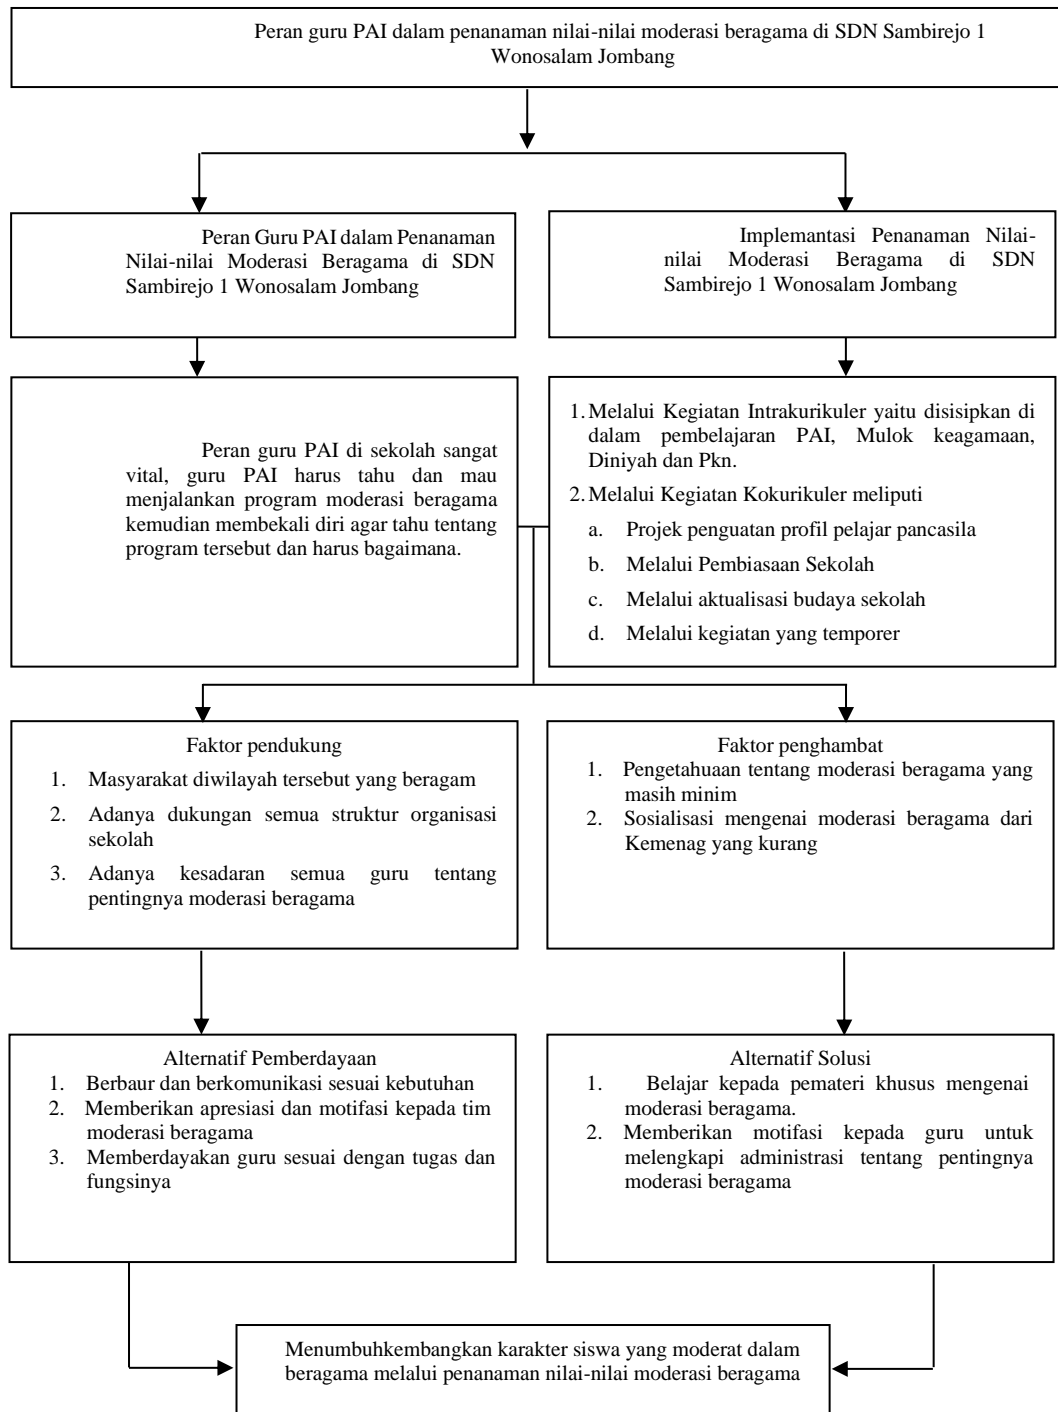 Peran guru PAI dalam penanaman nilai-nilai moderasi beragama di SDN Sambirejo 1
Wonosalam Jombang
Peran Guru PAI dalam Penanaman
Nilai-nilai Moderasi Beragama di SDN
Sambirejo 1 Wonosalam Jombang
Implemantasi Penanaman Nilai-
nilai Moderasi Beragama di SDN
Sambirejo 1 Wonosalam Jombang
Peran guru PAI di sekolah sangat
vital, guru PAI harus tahu dan mau
menjalankan program moderasi beragama
kemudian membekali diri agar tahu tentang
program tersebut dan harus bagaimana.
1. Melalui Kegiatan Intrakurikuler yaitu disisipkan di
dalam pembelajaran PAI, Mulok keagamaan,
Diniyah dan Pkn.
2. Melalui Kegiatan Kokurikuler meliputi
a. Projek penguatan profil pelajar pancasila
b. Melalui Pembiasaan Sekolah
c. Melalui aktualisasi budaya sekolah
d. Melalui kegiatan yang temporer
Faktor pendukung
1. Masyarakat diwilayah tersebut yang beragam
2. Adanya dukungan semua struktur organisasi
sekolah
3. Adanya kesadaran semua guru tentang
pentingnya moderasi beragama
Faktor penghambat
1. Pengetahuaan tentang moderasi beragama yang
masih minim
2. Sosialisasi mengenai moderasi beragama dari
Kemenag yang kurang
Alternatif Pemberdayaan
1. Berbaur dan berkomunikasi sesuai kebutuhan
2. Memberikan apresiasi dan motifasi kepada tim
moderasi beragama
3. Memberdayakan guru sesuai dengan tugas dan
fungsinya
Alternatif Solusi
1. Belajar kepada pemateri khusus mengenai
moderasi beragama.
2. Memberikan motifasi kepada guru untuk
melengkapi administrasi tentang pentingnya
moderasi beragama
Menumbuhkembangkan karakter siswa yang moderat dalam
beragama melalui penanaman nilai-nilai moderasi beragama